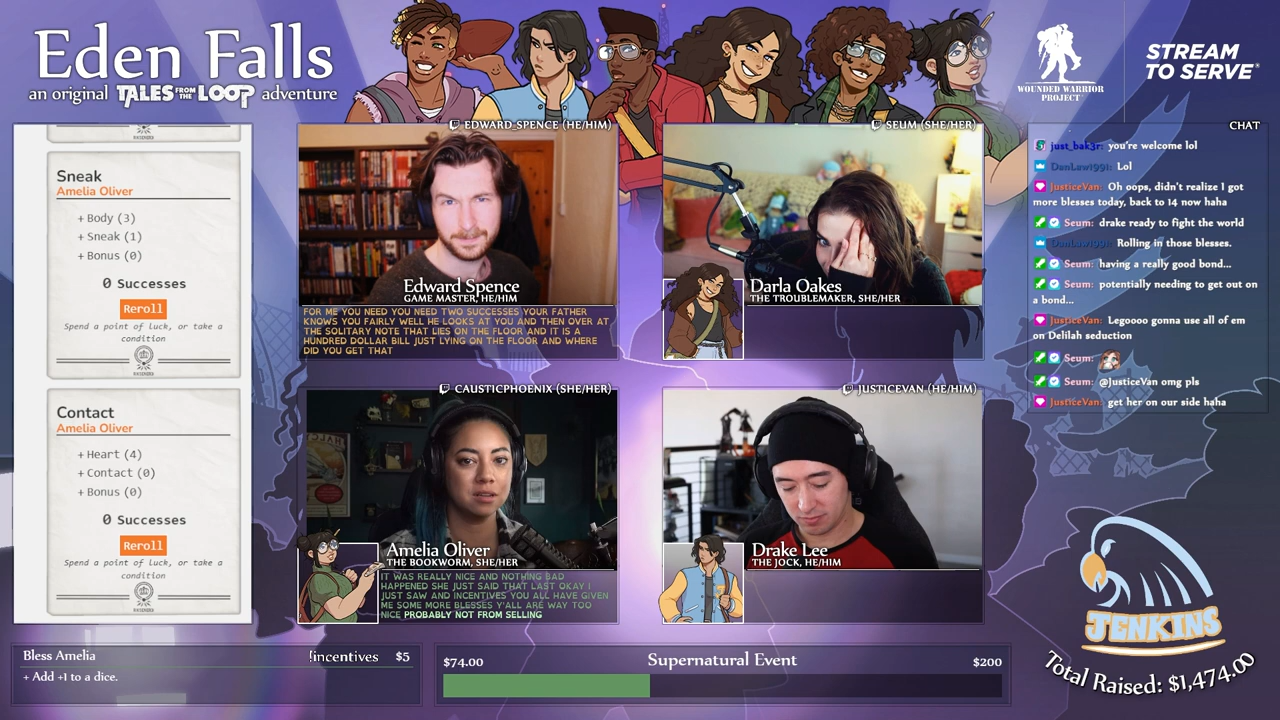 Eden Falls
an original TALES FROM THE LOOP adventure
WOUNDED WARRIOR
PROJECT
STREAM
TO SERVE
Sneak
Amelia Oliver
+ Body (3)
+ Sneak (1)
+ Bonus (0)
0 Successes
Reroll
Spend a point of luck, or take a
condition
Contact
Amelia Oliver
+ Heart (4)
+ Contact (0)
+ Bonus (0)
0 Successes
Reroll
Spend a point of luck, or take a
condition
EDWARD_SPENCE (HE/HIM)
Edward Spence
GAME MASTER, HE/HIM
FOR ME YOU NEED YOU NEED TWO SUCCESSES YOUR FATHER
KNOWS YOU FAIRLY WELL HE LOOKS AT YOU AND THEN OVER AT
THE SOLITARY NOTE THAT LIES ON THE FLOOR AND IT IS A
HUNDRED DOLLAR BILL JUST LYING ON THE FLOOR AND WHERE
DID YOU GET THAT
SEUM (SHE/HER)
Darla Oakes
THE TROUBLEMAKER, SHE/HER
CAUSTICPHOENIX (SHE/HER)
Amelia Oliver
THE BOOKWORM, SHE/HER
IT WAS REALLY NICE AND NOTHING BAD
HAPPENED SHE JUST SAID THAT LAST OKAY I
JUST SAW AND INCENTIVES YOU ALL HAVE GIVEN
ME SOME MORE BLESSES Y'ALL ARE WAY TOO
NICE PROBABLY NOT FROM SELLING
JUSTICEVAN (HE/HIM)
Drake Lee
THE JOCK, HE/HIM
CHAT
just_bak3r: you're welcome lol
DanLaw1991: Lol
JusticeVan: Oh oops, didn't realize I got
more blesses today, back to 14 now haha
Seum: drake ready to fight the world
DanLaw1991: Rolling in those blesses.
Seum: having a really good bond...
Seum: potentially needing to get out on
a bond...
JusticeVan: Legoooo gonna use all of em
on Delilah seduction
Seum:
Seum: @JusticeVan omg pls
JusticeVan: get her on our side haha
Bless Amelia
!incentives $5
+ Add +1 to a dice.
$74.00 Supernatural Event $200
JENKINS
Total Raised: $1,474.00